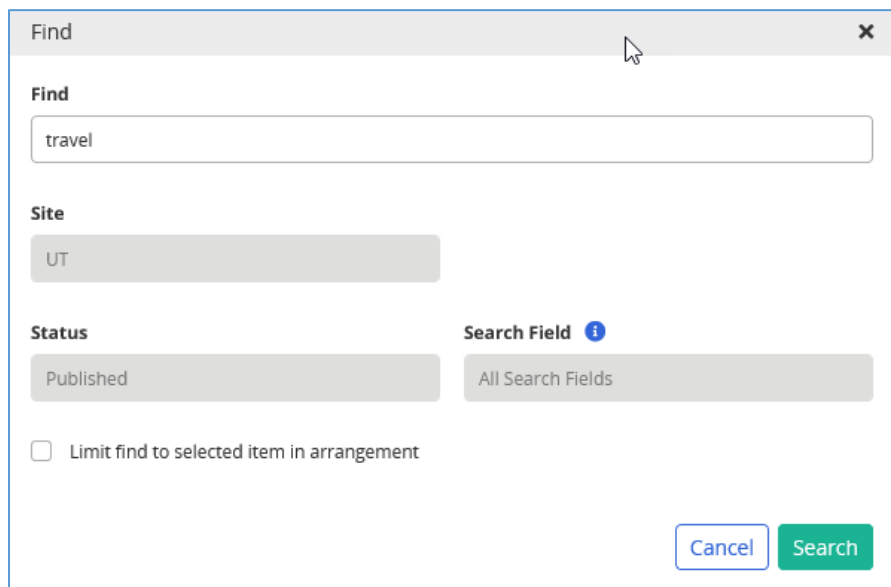 Find
Find
travel
Site
UT
Status
Search Field
Published
All Search Fields
Limit find to selected item in arrangement
Cancel
Search